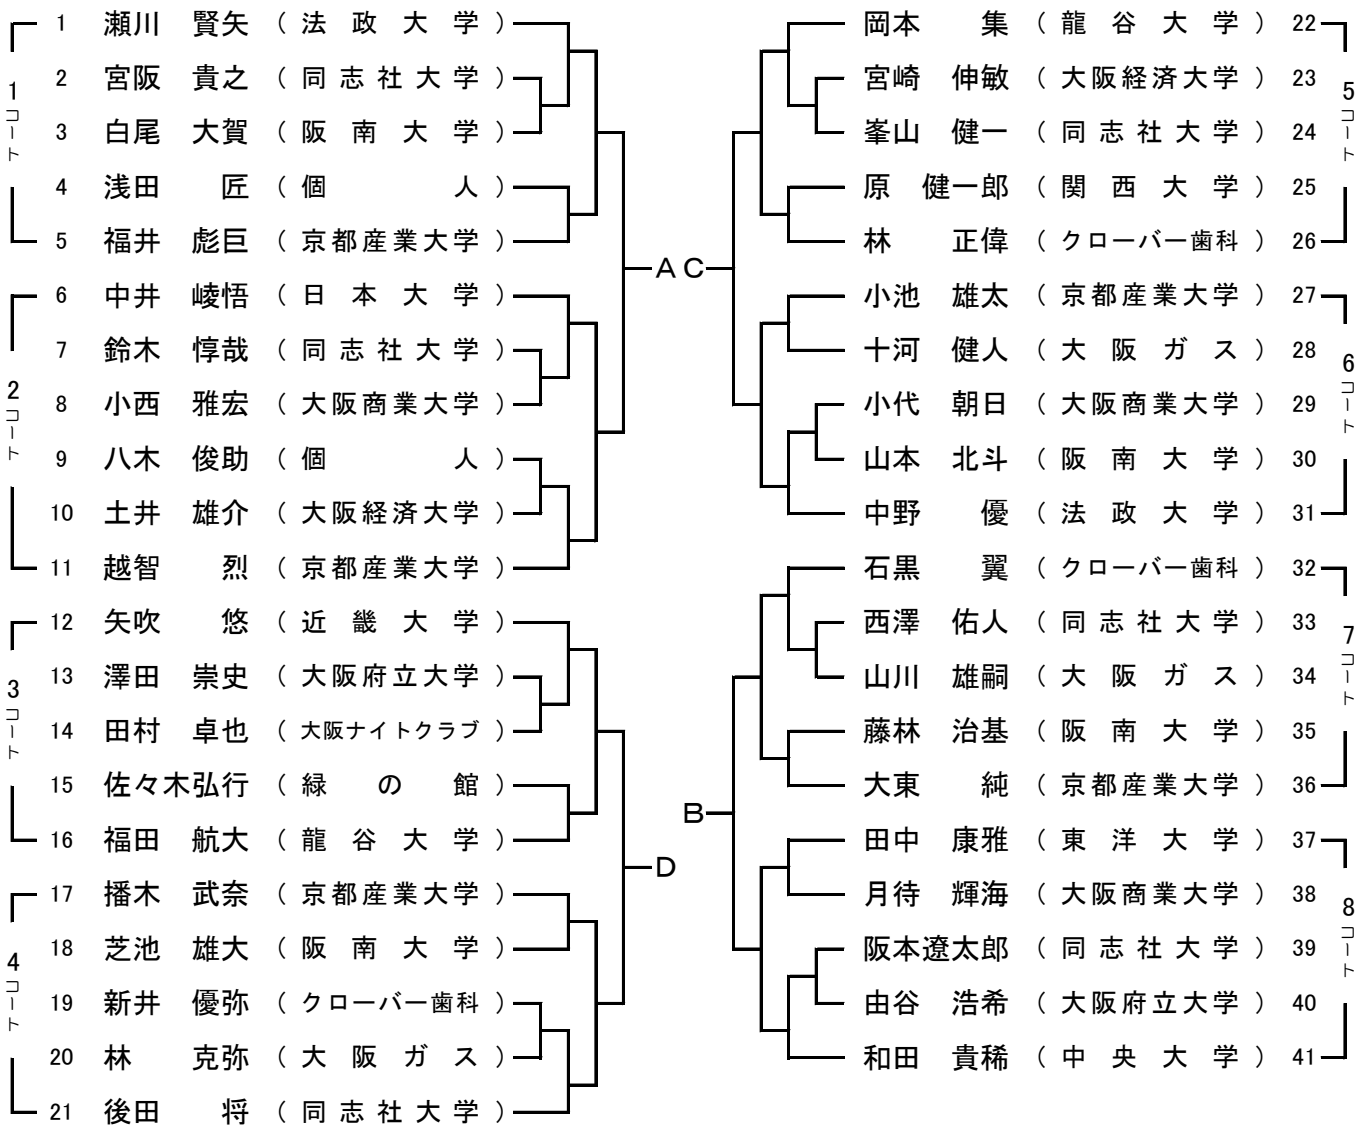 1 瀬川 賢矢 （ 法 政 大 学 ）
2 宮阪 貴之 （ 同 志 社 大 学 ）
3 白尾 大賀 （ 阪 南 大 学 ）
4 浅田 匠 （ 個 人 ）
5 福井 彪巨 （ 京都産業大学 ）
1コート
6 中井 崚悟 （ 日 本 大 学 ）
7 鈴木 惇哉 （ 同 志 社 大 学 ）
8 小西 雅宏 （ 大阪商業大学 ）
9 八木 俊助 （ 個 人 ）
10 土井 雄介 （ 大阪経済大学 ）
11 越智 烈 （ 京都産業大学 ）
2コート
A
12 矢吹 悠 （ 近 畿 大 学 ）
13 澤田 崇史 （ 大阪府立大学 ）
14 田村 卓也 （ 大阪ナイトクラブ ）
15 佐々木弘行 （ 緑 の 館 ）
16 福田 航大 （ 龍 谷 大 学 ）
3コート
17 播木 武奈 （ 京都産業大学 ）
18 芝池 雄大 （ 阪 南 大 学 ）
19 新井 優弥 （ クローバー歯科 ）
20 林 克弥 （ 大 阪 ガ ス ）
21 後田 将 （ 同 志 社 大 学 ）
4コート
D
岡本 集 （ 龍 谷 大 学 ） 22
宮崎 伸敏 （ 大阪経済大学 ） 23
峯山 健一 （ 同 志 社 大 学 ） 24
原 健一郎 （ 関 西 大 学 ） 25
林 正偉 （ クローバー歯科 ） 26
5コート
C
小池 雄太 （ 京都産業大学 ） 27
十河 健人 （ 大 阪 ガ ス ） 28
小代 朝日 （ 大阪商業大学 ） 29
山本 北斗 （ 阪 南 大 学 ） 30
中野 優 （ 法 政 大 学 ） 31
6コート
石黒 翼 （ クローバー歯科 ） 32
西澤 佑人 （ 同 志 社 大 学 ） 33
山川 雄嗣 （ 大 阪 ガ ス ） 34
藤林 治基 （ 阪 南 大 学 ） 35
大東 純 （ 京都産業大学 ） 36
7コート
B
田中 康雅 （ 東 洋 大 学 ） 37
月待 輝海 （ 大阪商業大学 ） 38
阪本遼太郎 （ 同 志 社 大 学 ） 39
由谷 浩希 （ 大阪府立大学 ） 40
和田 貴稀 （ 中 央 大 学 ） 41
8コート